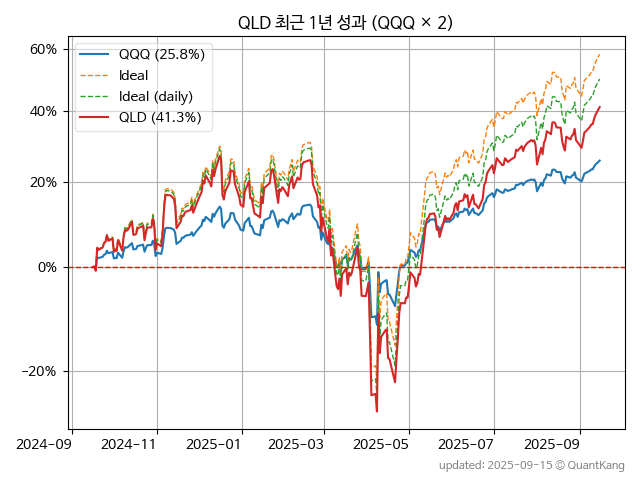 QLD 최근 1년 성과 (QQQ × 2)
60%
40%
20%
0%
−20%
QQQ (25.8%)
Ideal
Ideal (daily)
QLD (41.3%)
2024-09
2024-11
2025-01
2025-03
2025-05
2025-07
2025-09
updated: 2025-09-15 © QuantKang